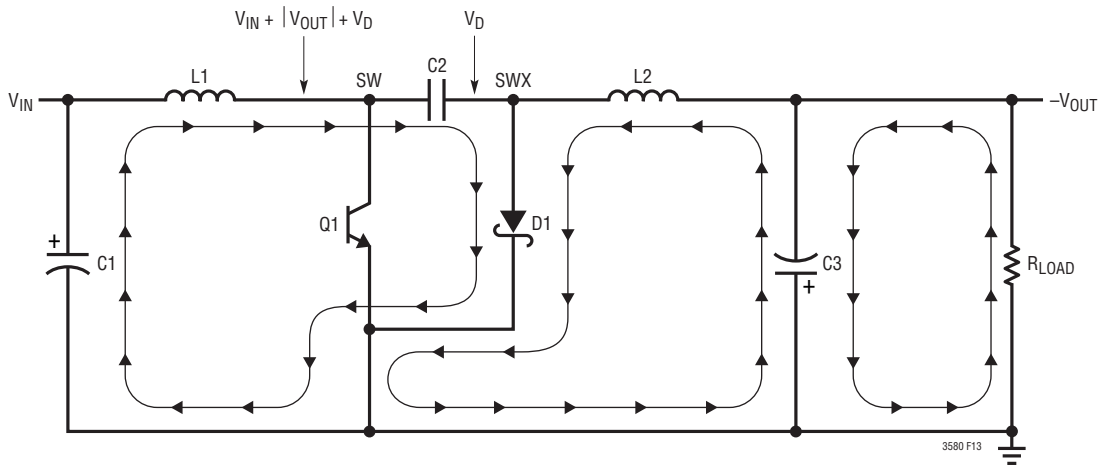 V_IN + |V_OUT| + V_D
V_D
L1
SW
C2
SWX
L2
V_IN
–V_OUT
Q1
D1
+
C1
C3
+
R_LOAD
3580 F13